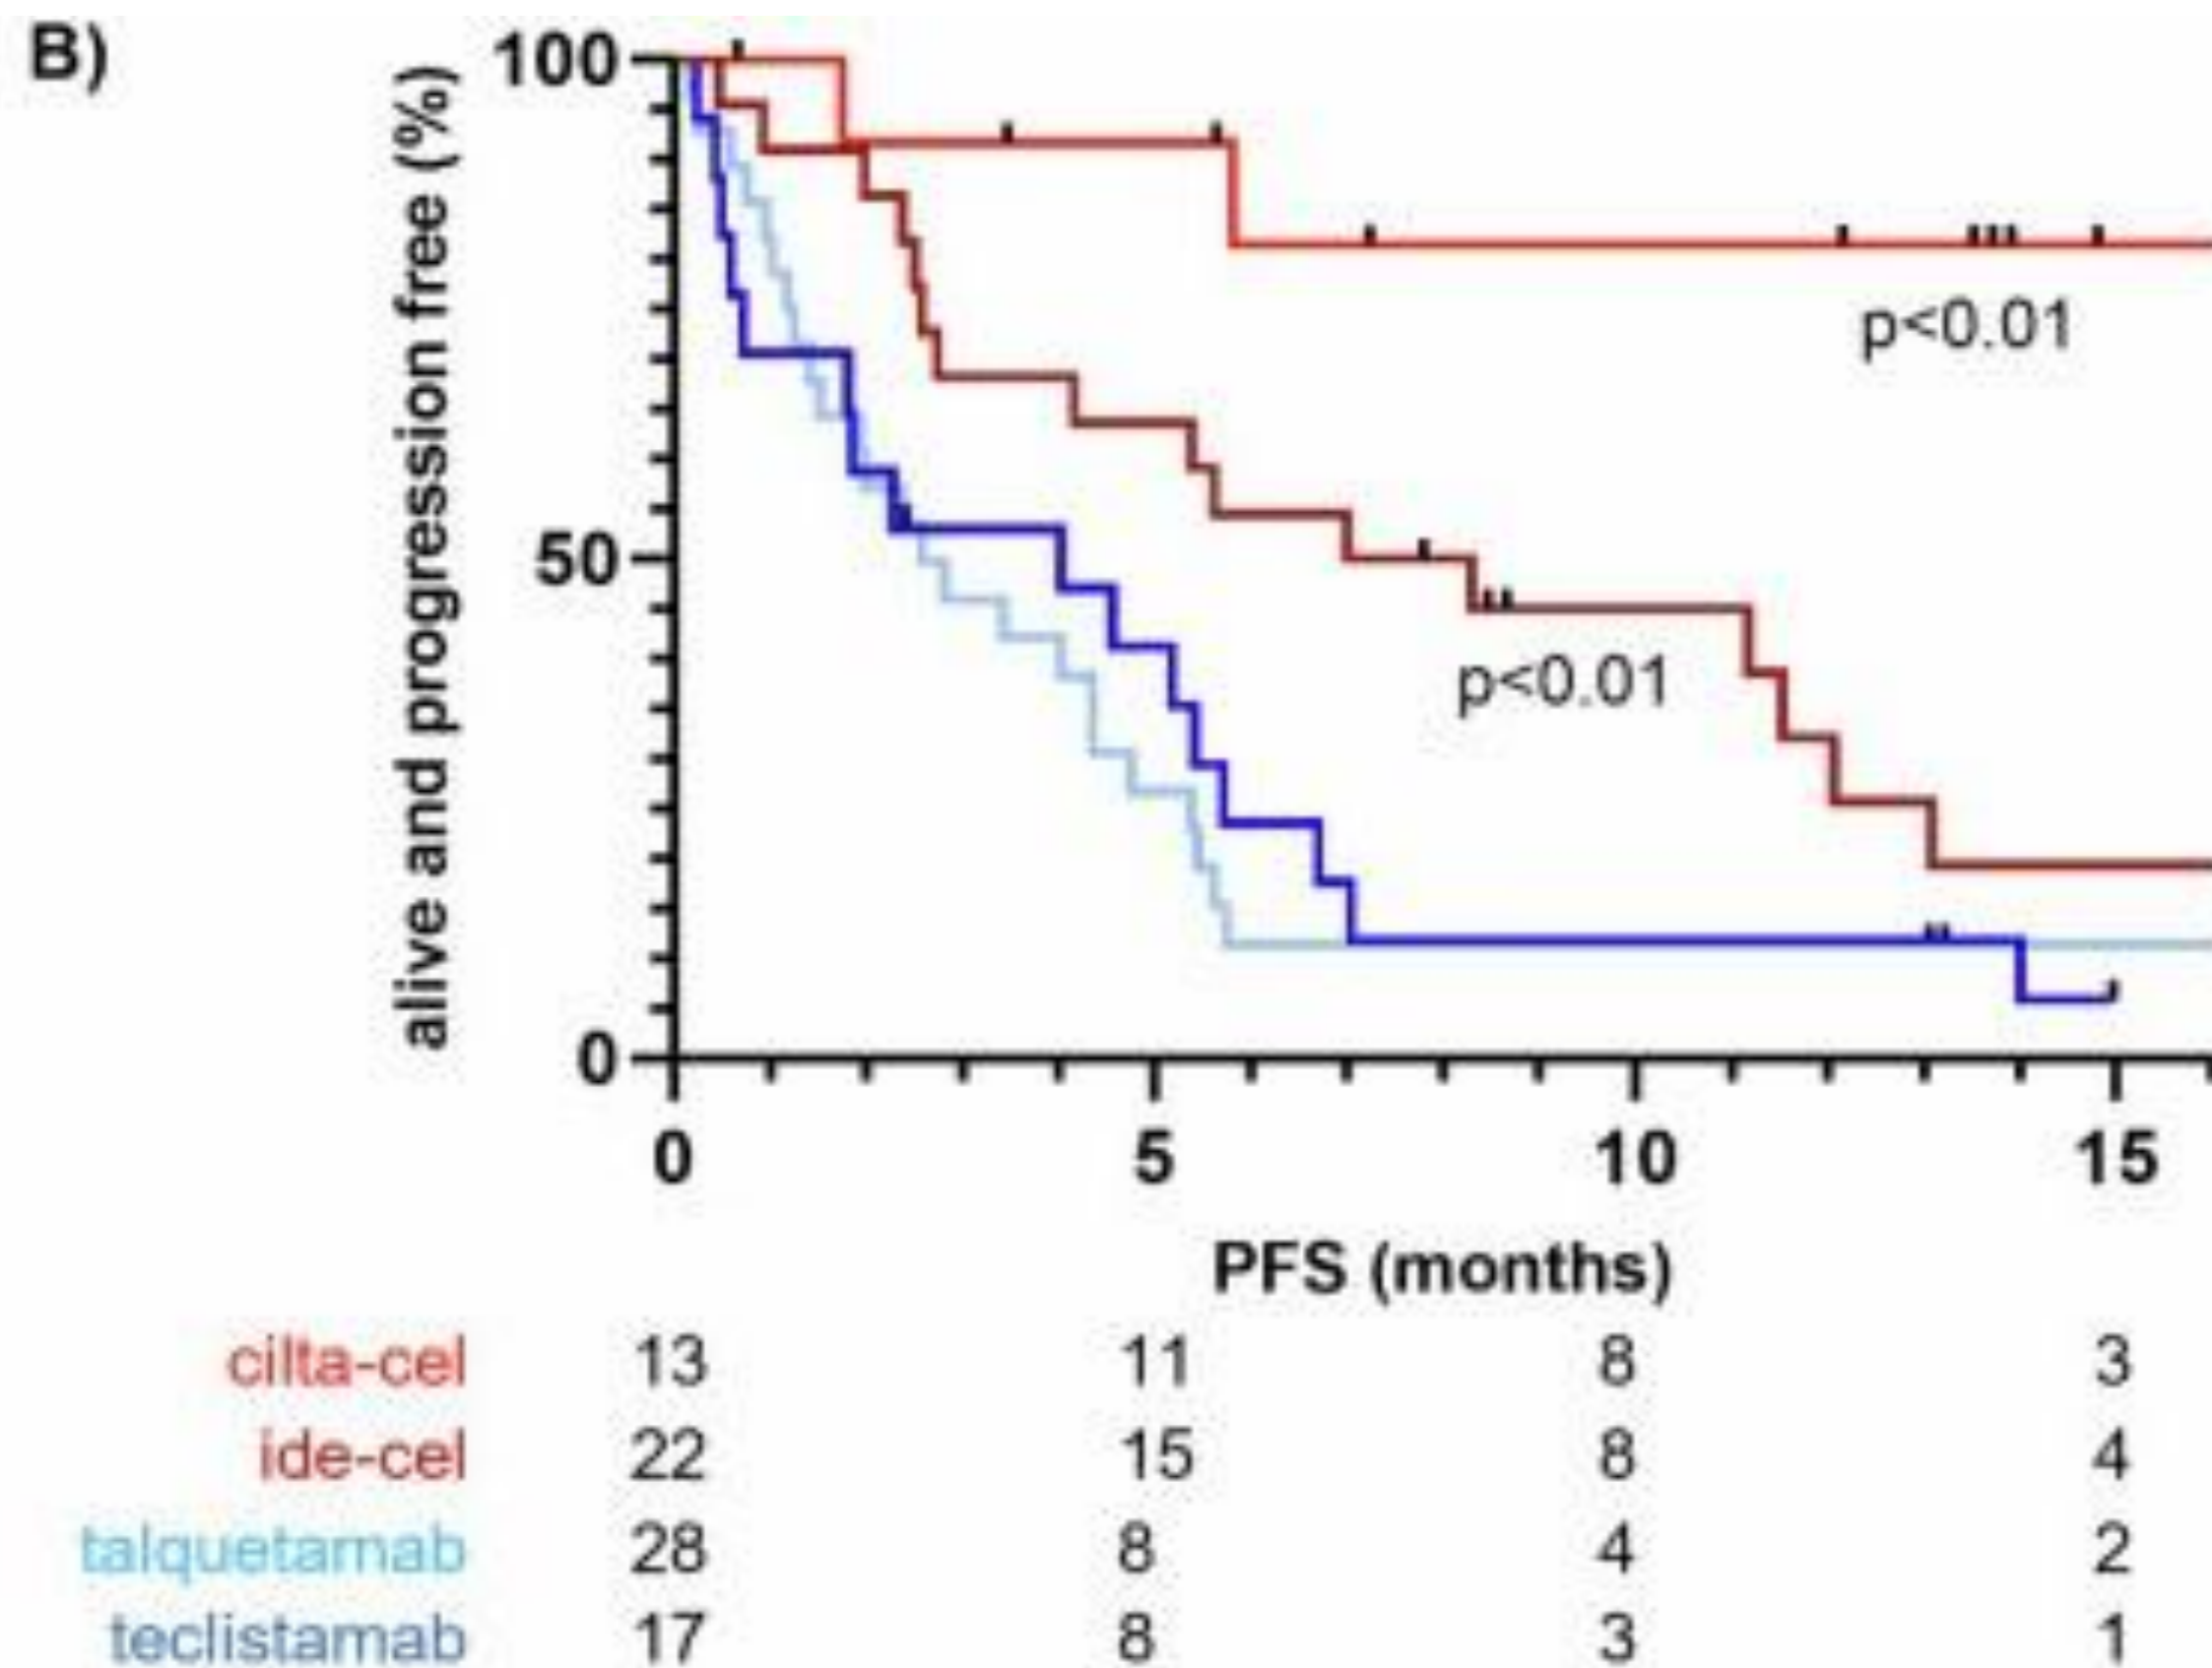 B)
alive and progression free (%)
100
50
0
p<0.01
p<0.01
0 5 10 15
PFS (months)
cilta-cel 13 11 8 3
ide-cel 22 15 8 4
talquetamab 28 8 4 2
teclistamab 17 8 3 1